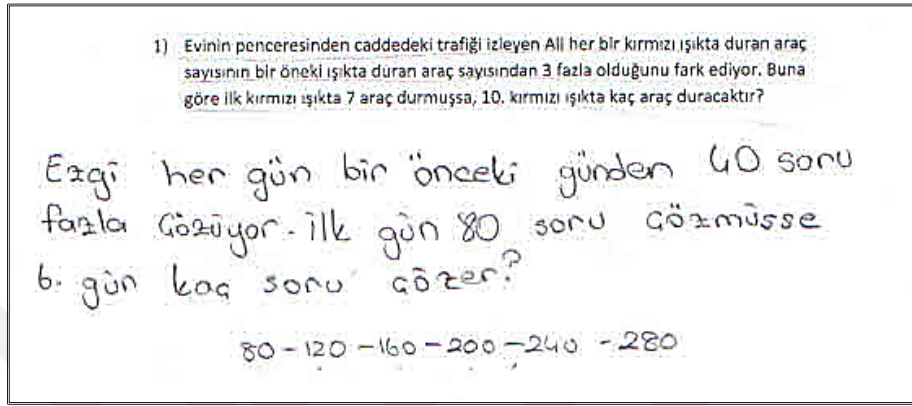 1) Evinin penceresinden caddedeki trafiği izleyen Ali her bir kırmızı ışıkta duran araç
sayısının bir öneki ışıkta duran araç sayısından 3 fazla olduğunu fark ediyor. Buna
göre ilk kırmızı ışıkta 7 araç durmuşsa, 10. kırmızı ışıkta kaç araç duracaktır?
Ezgi her gün bir önceki günden 40 soru
fazla çözüyor. İlk gün 80 soru çözmüşse
6. gün kaç soru çözer?
80 - 120 - 160 - 200 - 240 - 280